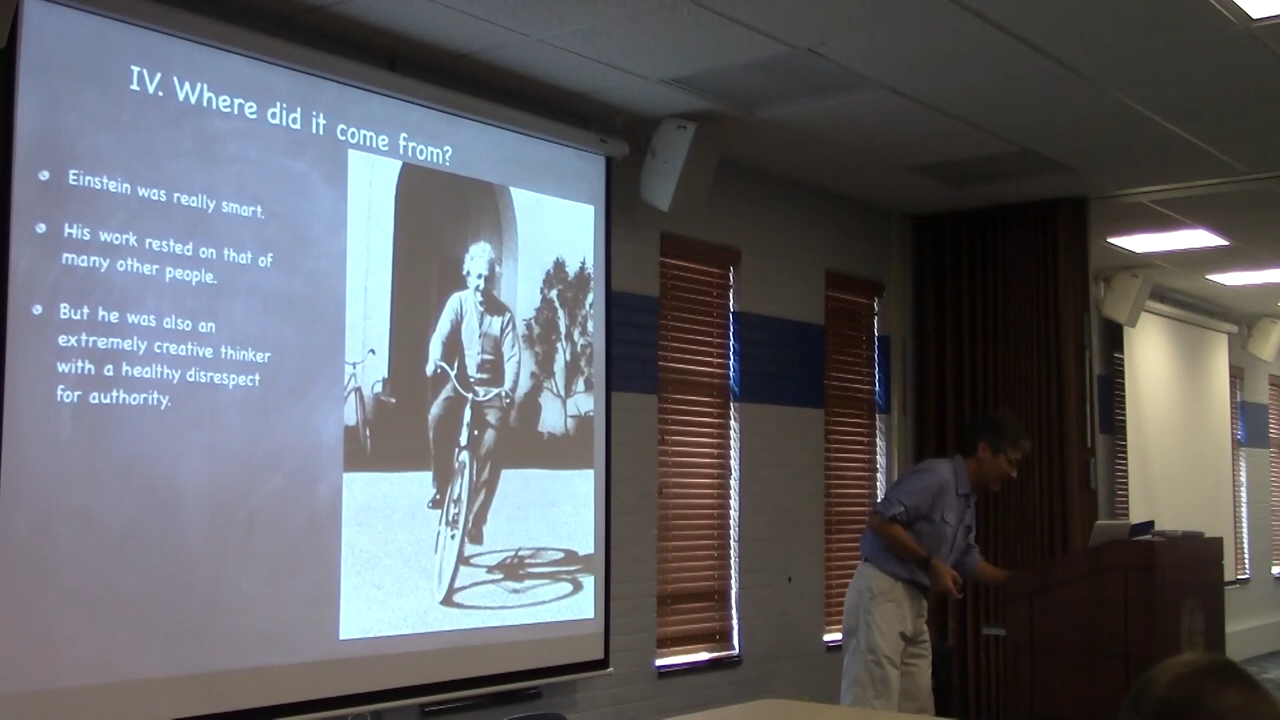 IV. Where did it come from?
Einstein was really smart.
His work rested on that of
many other people.
But he was also an
extremely creative thinker
with a healthy disrespect
for authority.